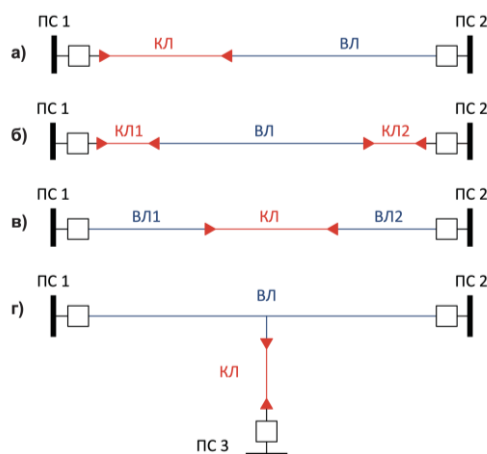 ПС 1 ПС 2
а) КЛ ВЛ
ПС 1 ПС 2
б) КЛ1 ВЛ КЛ2
ПС 1 ПС 2
в) ВЛ1 КЛ ВЛ2
ПС 1 ПС 2
г) ВЛ
КЛ
ПС 3